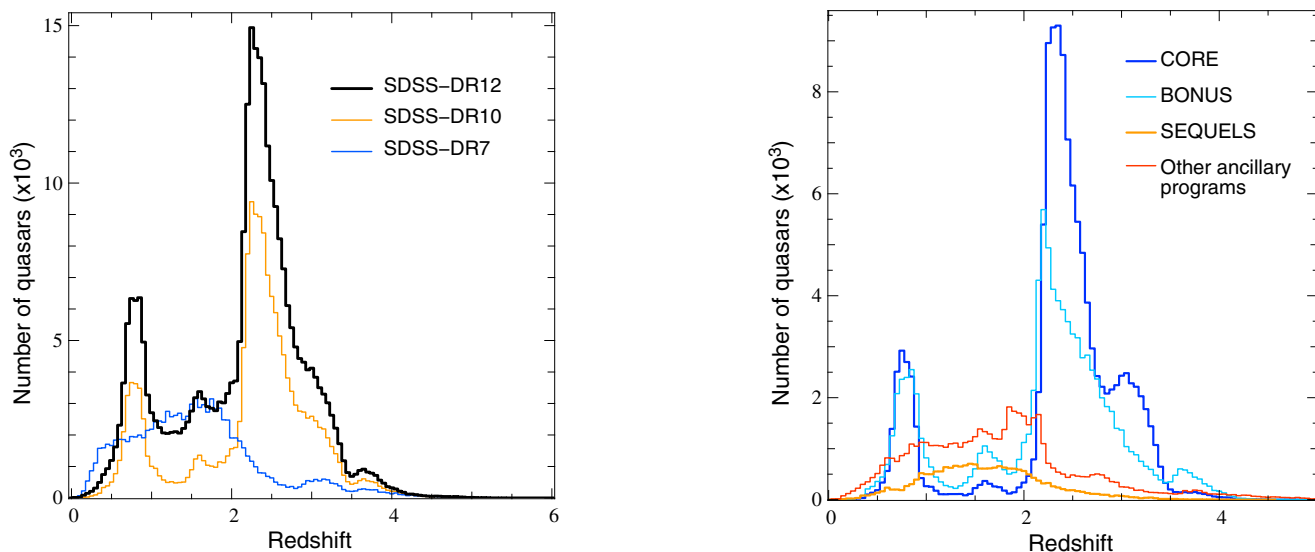 15
10
5
0
0
2
4
6
Number of quasars (x10³)
Redshift
SDSS−DR12
SDSS−DR10
SDSS−DR7
8
6
4
2
0
0
2
4
Number of quasars (x10³)
Redshift
CORE
BONUS
SEQUELS
Other ancillary
programs